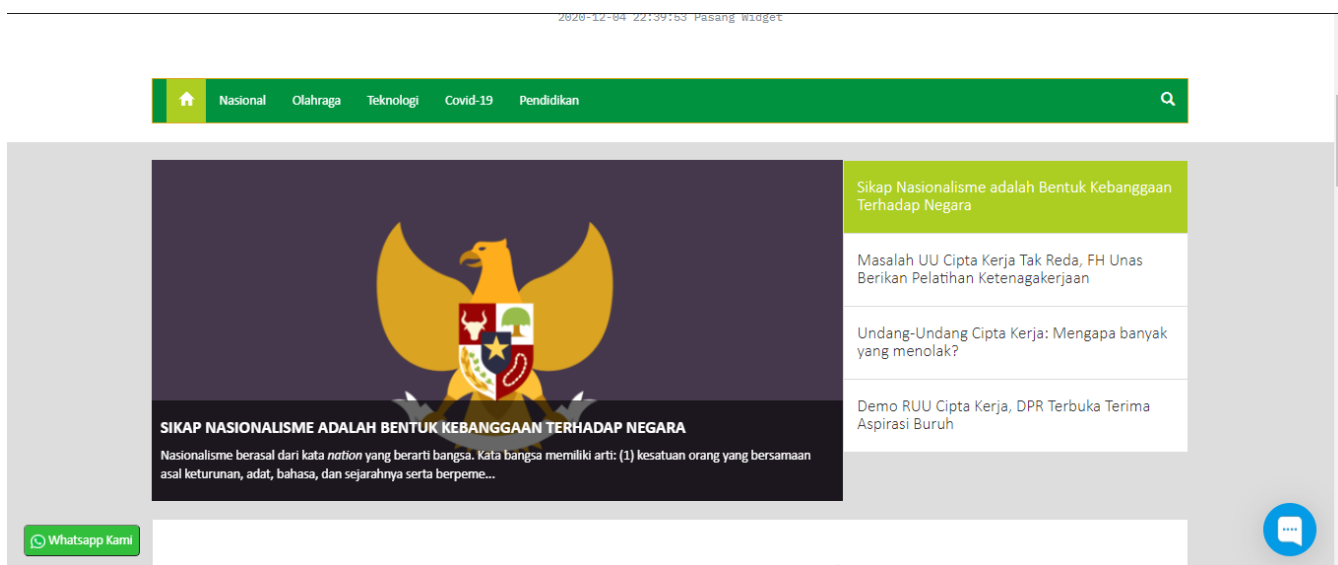 2020-12-04 22:39:53 Pasang Widget
Nasional Olahraga Teknologi Covid-19 Pendidikan
Sikap Nasionalisme adalah Bentuk Kebanggaan
Terhadap Negara
Masalah UU Cipta Kerja Tak Reda, FH Unas
Berikan Pelatihan Ketenagakerjaan
Undang-Undang Cipta Kerja: Mengapa banyak
yang menolak?
Demo RUU Cipta Kerja, DPR Terbuka Terima
Aspirasi Buruh
SIKAP NASIONALISME ADALAH BENTUK KEBANGGAAN TERHADAP NEGARA
Nasionalisme berasal dari kata nation yang berarti bangsa. Kata bangsa memiliki arti: (1) kesatuan orang yang bersamaan
asal keturunan, adat, bahasa, dan sejarahnya serta berpeme...
Whatsapp Kami